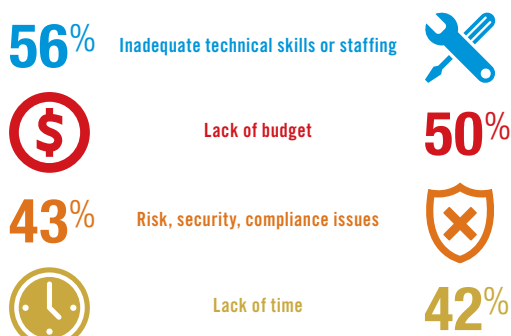 56% Inadequate technical skills or staffing
$ Lack of budget 50%
43% Risk, security, compliance issues
Lack of time 42%